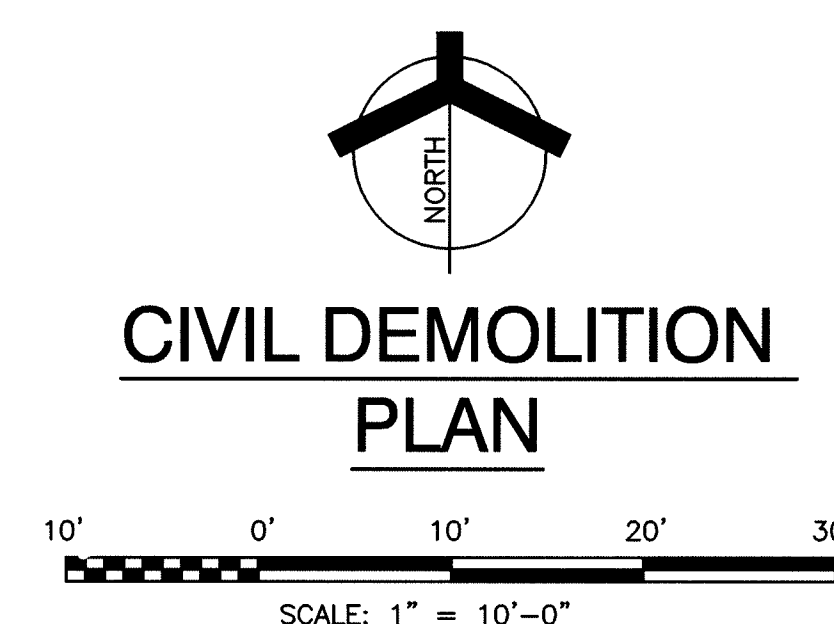 NORTH
CIVIL DEMOLITION
PLAN
10' 0' 10' 20'
SCALE: 1" = 10'-0"